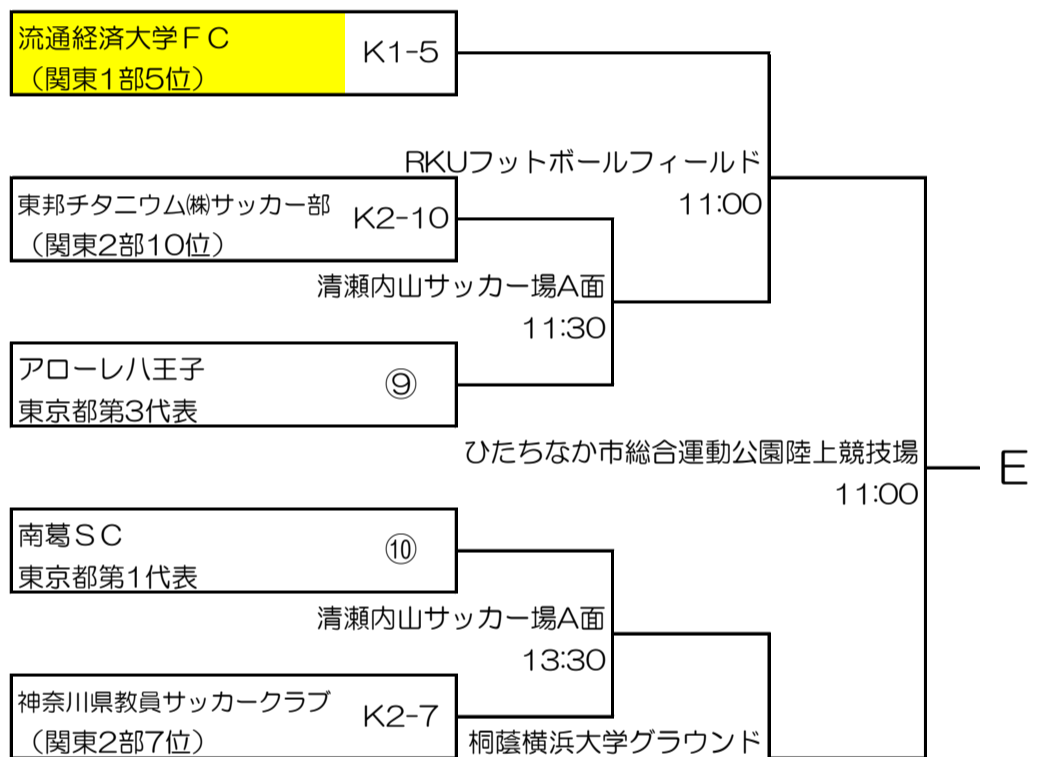 流通経済大学ＦＣ
（関東1部5位）
K1-5
RKUフットボールフィールド
11:00
東邦チタニウム㈱サッカー部
（関東2部10位）
K2-10
清瀬内山サッカー場A面
11:30
アローレ八王子
東京都第3代表
⑨
ひたちなか市総合運動公園陸上競技場
11:00
E
南葛ＳＣ
東京都第1代表
⑩
清瀬内山サッカー場A面
13:30
神奈川県教員サッカークラブ
（関東2部7位）
K2-7
桐蔭横浜大学グラウンド